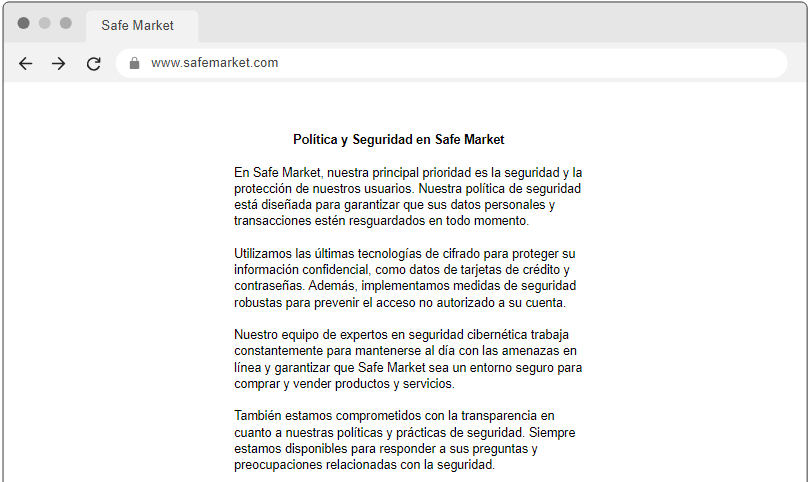 Safe Market
www.safemarket.com
Política y Seguridad en Safe Market
En Safe Market, nuestra principal prioridad es la seguridad y la
protección de nuestros usuarios. Nuestra política de seguridad
está diseñada para garantizar que sus datos personales y
transacciones estén resguardados en todo momento.
Utilizamos las últimas tecnologías de cifrado para proteger su
información confidencial, como datos de tarjetas de crédito y
contraseñas. Además, implementamos medidas de seguridad
robustas para prevenir el acceso no autorizado a su cuenta.
Nuestro equipo de expertos en seguridad cibernética trabaja
constantemente para mantenerse al día con las amenazas en
línea y garantizar que Safe Market sea un entorno seguro para
comprar y vender productos y servicios.
También estamos comprometidos con la transparencia en
cuanto a nuestras políticas y prácticas de seguridad. Siempre
estamos disponibles para responder a sus preguntas y
preocupaciones relacionadas con la seguridad.